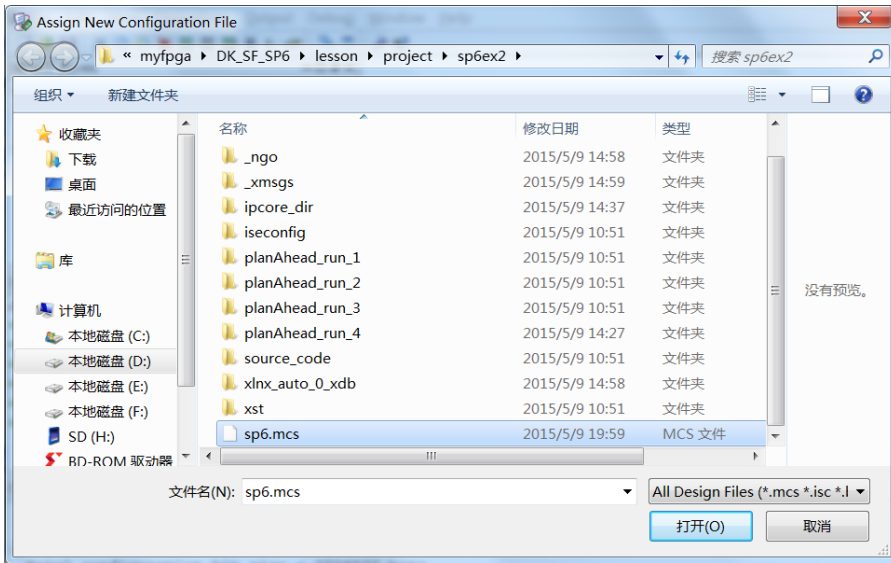 Assign New Configuration File
« myfpga ▸ DK_SF_SP6 ▸ lesson ▸ project ▸ sp6ex2 ▸
搜索 sp6ex2
组织 新建文件夹
收藏夹
下载
桌面
最近访问的位置
库
计算机
本地磁盘 (C:)
本地磁盘 (D:)
本地磁盘 (E:)
本地磁盘 (F:)
SD (H:)
BD-ROM 驱动器
名称 修改日期 类型
_ngo 2015/5/9 14:58 文件夹
_xmsgs 2015/5/9 14:59 文件夹
ipcore_dir 2015/5/9 14:37 文件夹
iseconfig 2015/5/9 10:51 文件夹
planAhead_run_1 2015/5/9 10:51 文件夹
planAhead_run_2 2015/5/9 10:51 文件夹
planAhead_run_3 2015/5/9 10:51 文件夹
planAhead_run_4 2015/5/9 14:27 文件夹
source_code 2015/5/9 10:51 文件夹
xlnx_auto_0_xdb 2015/5/9 14:58 文件夹
xst 2015/5/9 10:51 文件夹
sp6.mcs 2015/5/9 19:59 MCS 文件
没有预览。
文件名(N): sp6.mcs
All Design Files (*.mcs *.isc *.l
打开(O) 取消